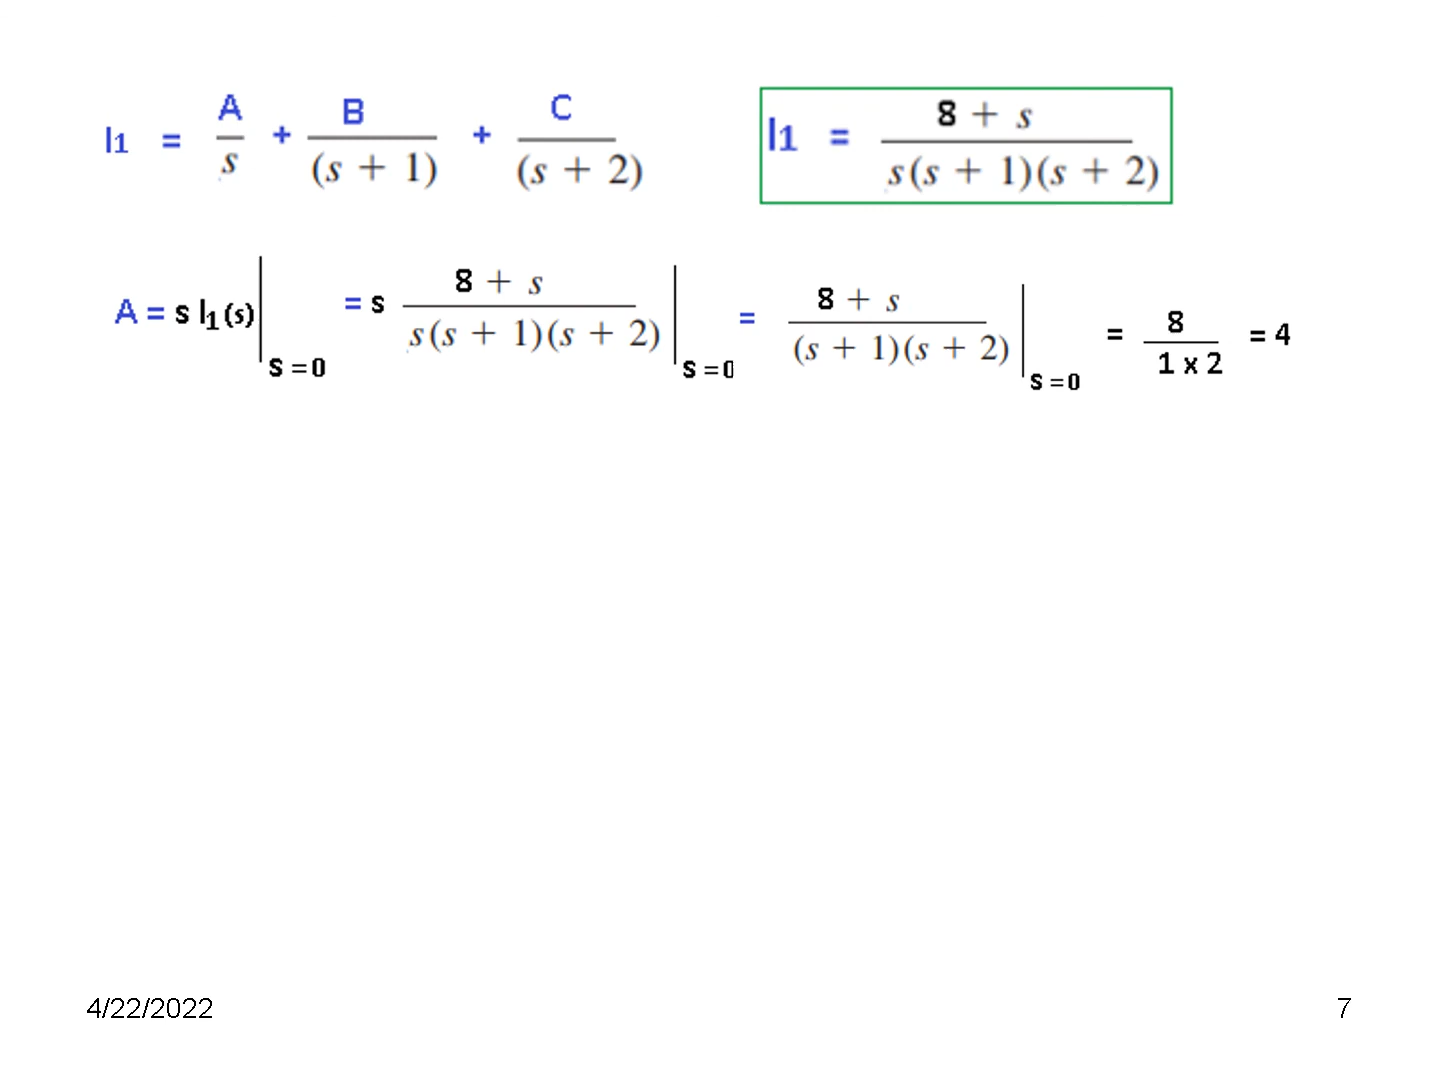 I1 = A/s + B/(s + 1) + C/(s + 2)
I1 = 8 + s/s(s + 1)(s + 2)
A = s I1(s)|S=0 = s 8 + s/s(s + 1)(s + 2)|S=0 = 8 + s/(s + 1)(s + 2)|S=0 = 8/1 x 2 = 4
4/22/2022
7